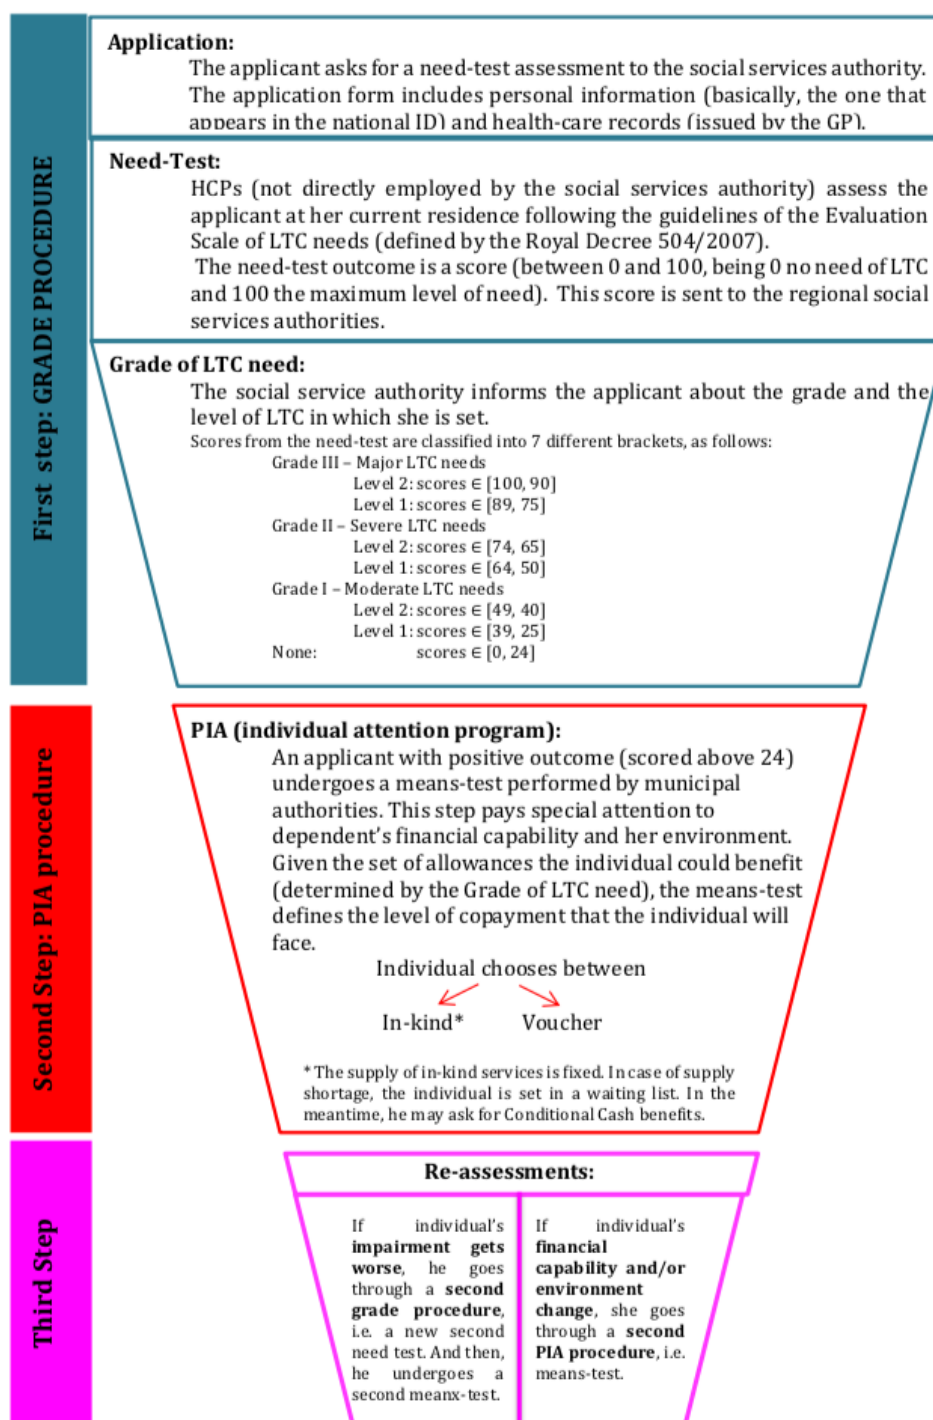 First step: GRADE PROCEDURE
Application:
The applicant asks for a need-test assessment to the social services authority.
The application form includes personal information (basically, the one that
appears in the national ID) and health-care records (issued by the GP).
Need-Test:
HCPs (not directly employed by the social services authority) assess the
applicant at her current residence following the guidelines of the Evaluation
Scale of LTC needs (defined by the Royal Decree 504/2007).
The need-test outcome is a score (between 0 and 100, being 0 no need of LTC
and 100 the maximum level of need). This score is sent to the regional social
services authorities.
Grade of LTC need:
The social service authority informs the applicant about the grade and the
level of LTC in which she is set.
Scores from the need-test are classified into 7 different brackets, as follows:
Grade III – Major LTC needs
Level 2: scores ∈ [100, 90]
Level 1: scores ∈ [89, 75]
Grade II – Severe LTC needs
Level 2: scores ∈ [74, 65]
Level 1: scores ∈ [64, 50]
Grade I – Moderate LTC needs
Level 2: scores ∈ [49, 40]
Level 1: scores ∈ [39, 25]
None: scores ∈ [0, 24]
Second Step: PIA procedure
PIA (individual attention program):
An applicant with positive outcome (scored above 24)
undergoes a means-test performed by municipal
authorities. This step pays special attention to
dependent's financial capability and her environment.
Given the set of allowances the individual could benefit
(determined by the Grade of LTC need), the means-test
defines the level of copayment that the individual will
face.
Individual chooses between
In-kind* Voucher
* The supply of in-kind services is fixed. In case of supply
shortage, the individual is set in a waiting list. In the
meantime, he may ask for Conditional Cash benefits.
Third Step
Re-assessments:
If individual's
impairment gets
worse, he goes
through a second
grade procedure,
i.e. a new second
need test. And then,
he undergoes a
second meanx-test.
If individual's
financial
capability and/or
environment
change, she goes
through a second
PIA procedure, i.e.
means-test.